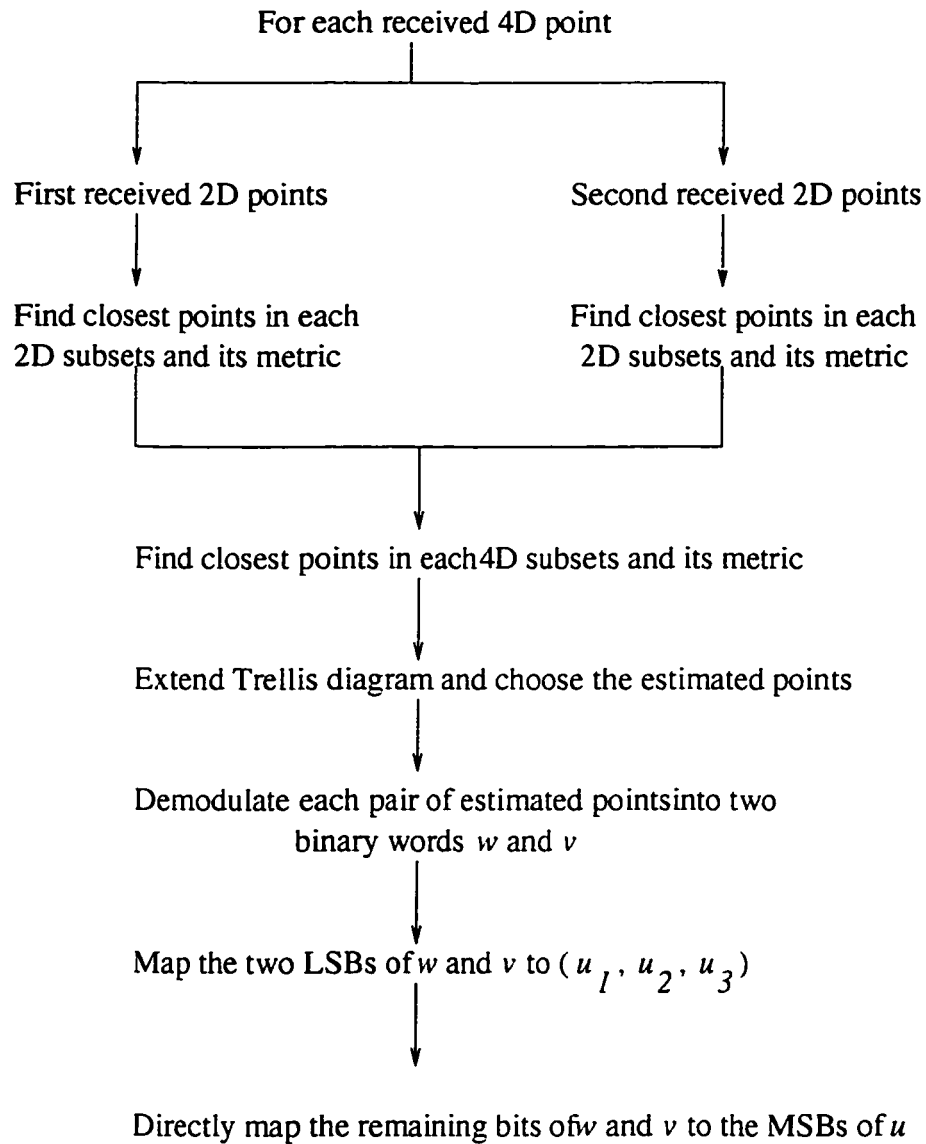 For each received 4D point
First received 2D points
Second received 2D points
Find closest points in each
2D subsets and its metric
Find closest points in each
2D subsets and its metric
Find closest points in each4D subsets and its metric
Extend Trellis diagram and choose the estimated points
Demodulate each pair of estimated pointsinto two
binary words w and v
Map the two LSBs of w and v to ( u1, u2, u3 )
Directly map the remaining bits ofw and v to the MSBs of u